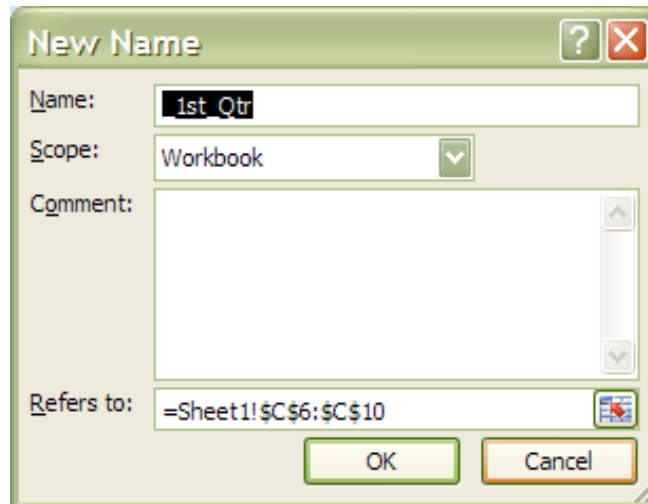 New Name
?
Name: _1st_Qtr
Scope: Workbook
Comment:
Refers to: =Sheet1!$C$6:$C$10
OK Cancel